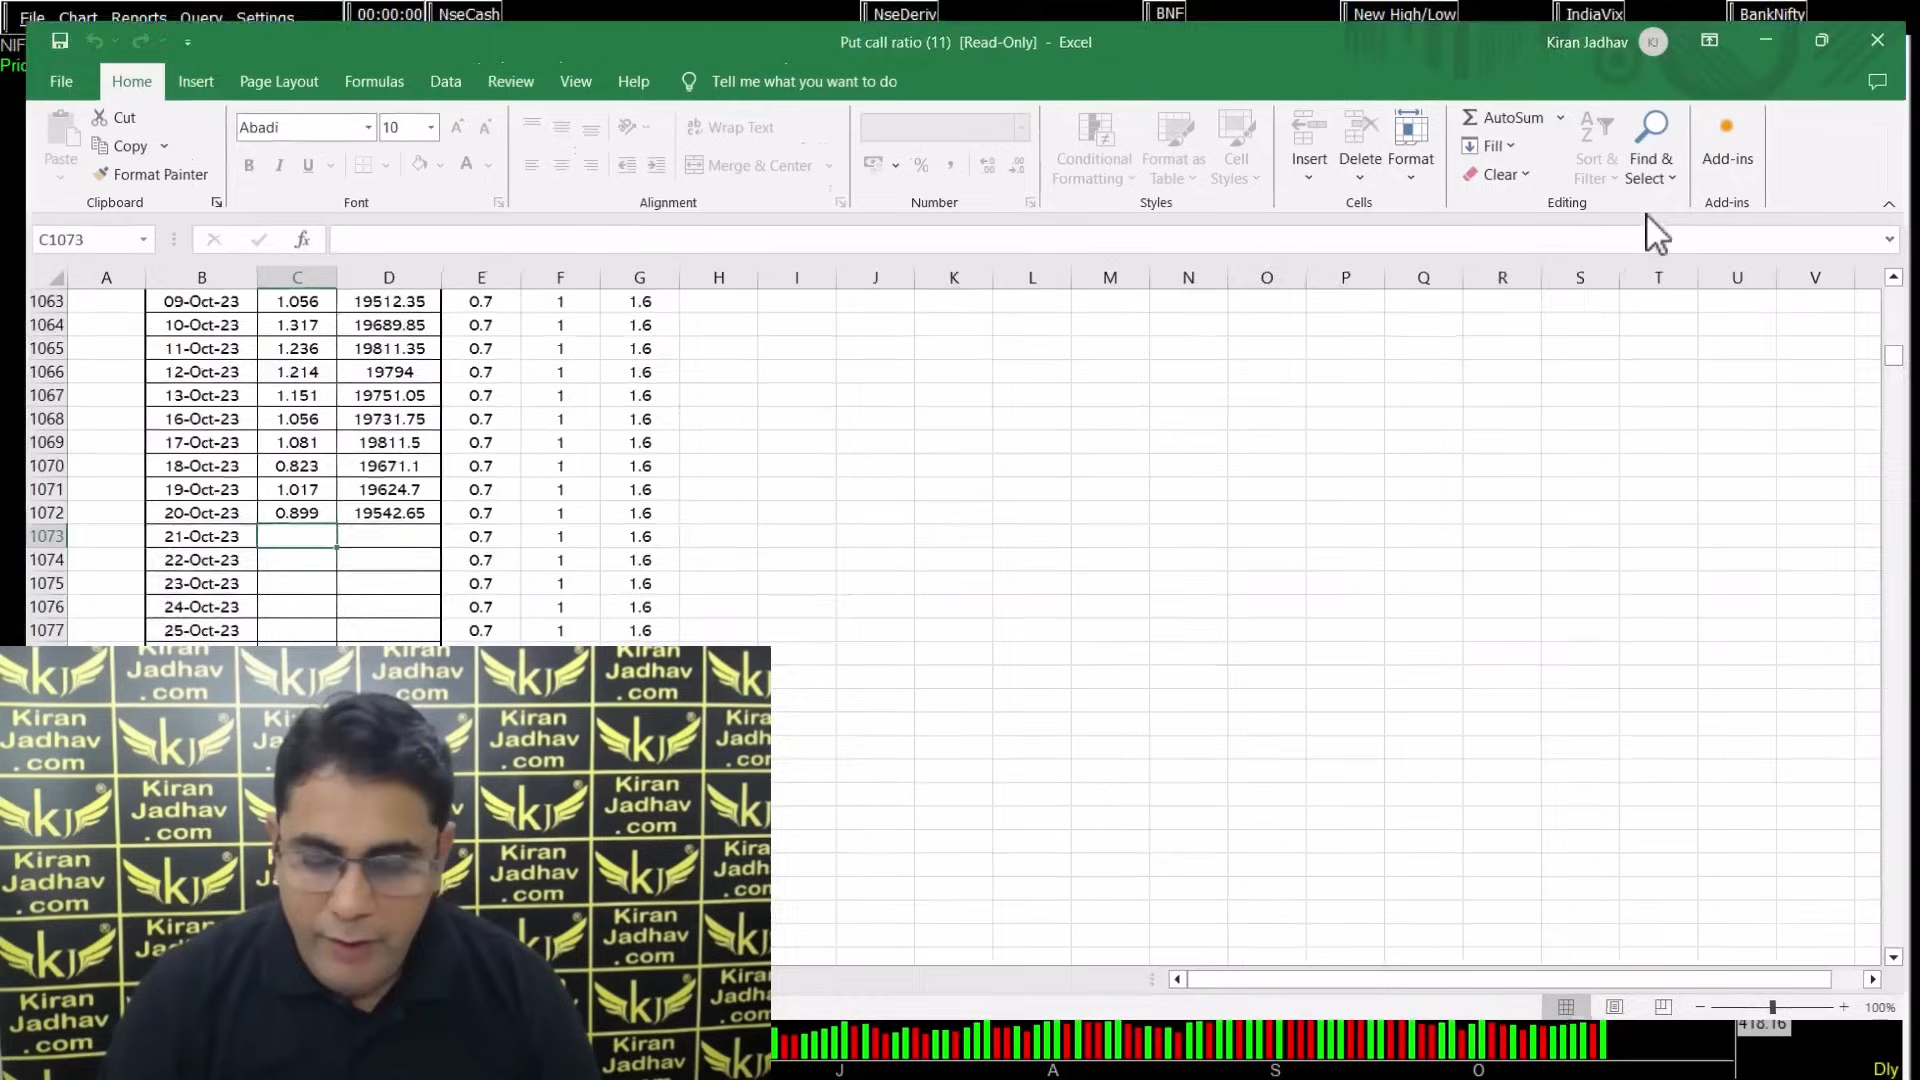 File Chart Reports Query Settings 00:00:00 NseCash NseDeriv BNF New High/Low IndiaVix BankNifty
Put call ratio (11) [Read-Only] - Excel Kiran Jadhav KJ
File Home Insert Page Layout Formulas Data Review View Help Tell me what you want to do
Paste Cut Copy Format Painter
Clipboard
Abadi 10
B I U A
Font
Wrap Text
Merge & Center
Alignment
%
Number
Conditional Formatting Format as Table Cell Styles
Styles
Insert Delete Format
Cells
AutoSum Fill Clear Sort & Filter Find & Select
Editing
Add-ins
Add-ins
C1073 fx
A B C D E F G H I J K L M N O P Q R S T U V
1063 09-Oct-23 1.056 19512.35 0.7 1 1.6
1064 10-Oct-23 1.317 19689.85 0.7 1 1.6
1065 11-Oct-23 1.236 19811.35 0.7 1 1.6
1066 12-Oct-23 1.214 19794 0.7 1 1.6
1067 13-Oct-23 1.151 19751.05 0.7 1 1.6
1068 16-Oct-23 1.056 19731.75 0.7 1 1.6
1069 17-Oct-23 1.081 19811.5 0.7 1 1.6
1070 18-Oct-23 0.823 19671.1 0.7 1 1.6
1071 19-Oct-23 1.017 19624.7 0.7 1 1.6
1072 20-Oct-23 0.899 19542.65 0.7 1 1.6
1073 21-Oct-23 0.7 1 1.6
1074 22-Oct-23 0.7 1 1.6
1075 23-Oct-23 0.7 1 1.6
1076 24-Oct-23 0.7 1 1.6
1077 25-Oct-23 0.7 1 1.6
Kiran Jadhav .com
KJ
100%
418.16
J A S O Dly